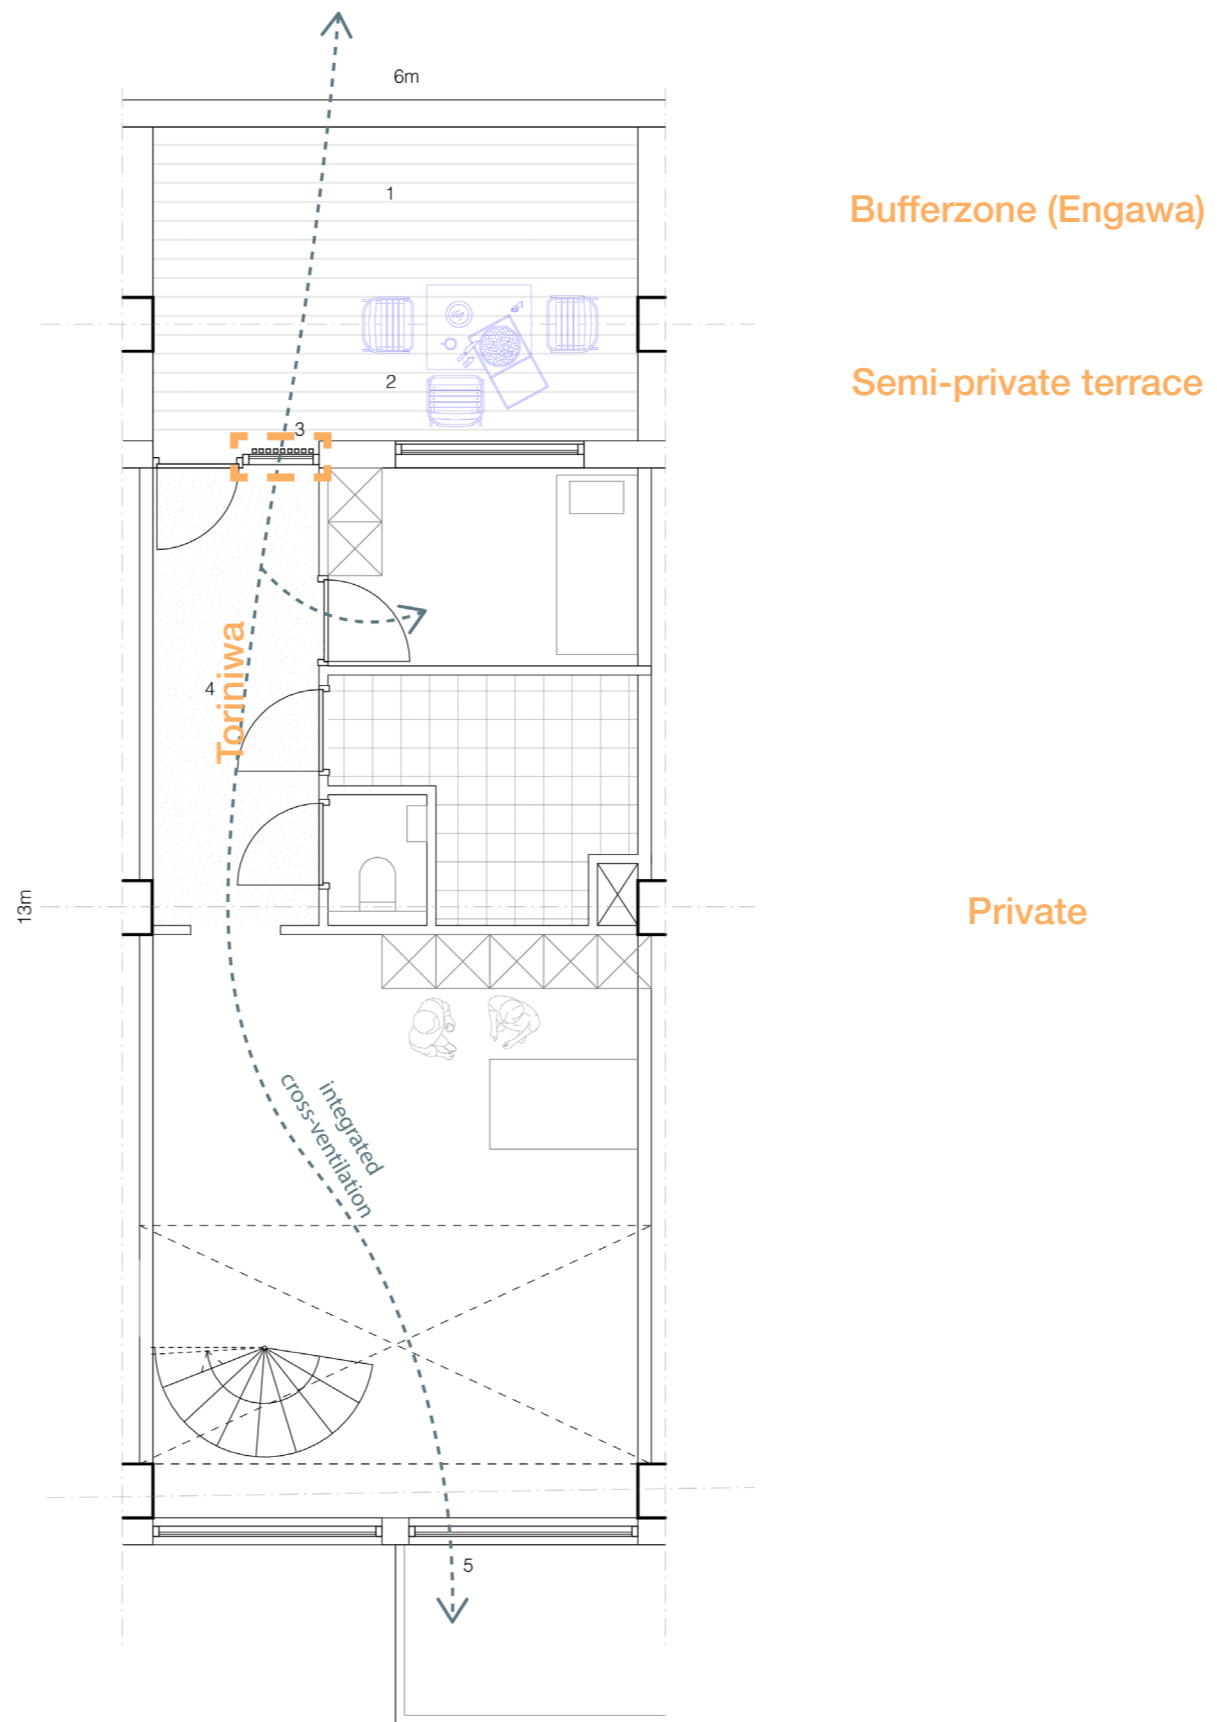 6m
1
Bufferzone (Engawa)
2
Semi-private terrace
3
Toriniwa
4
13m
Private
integrated
cross-ventilation
5